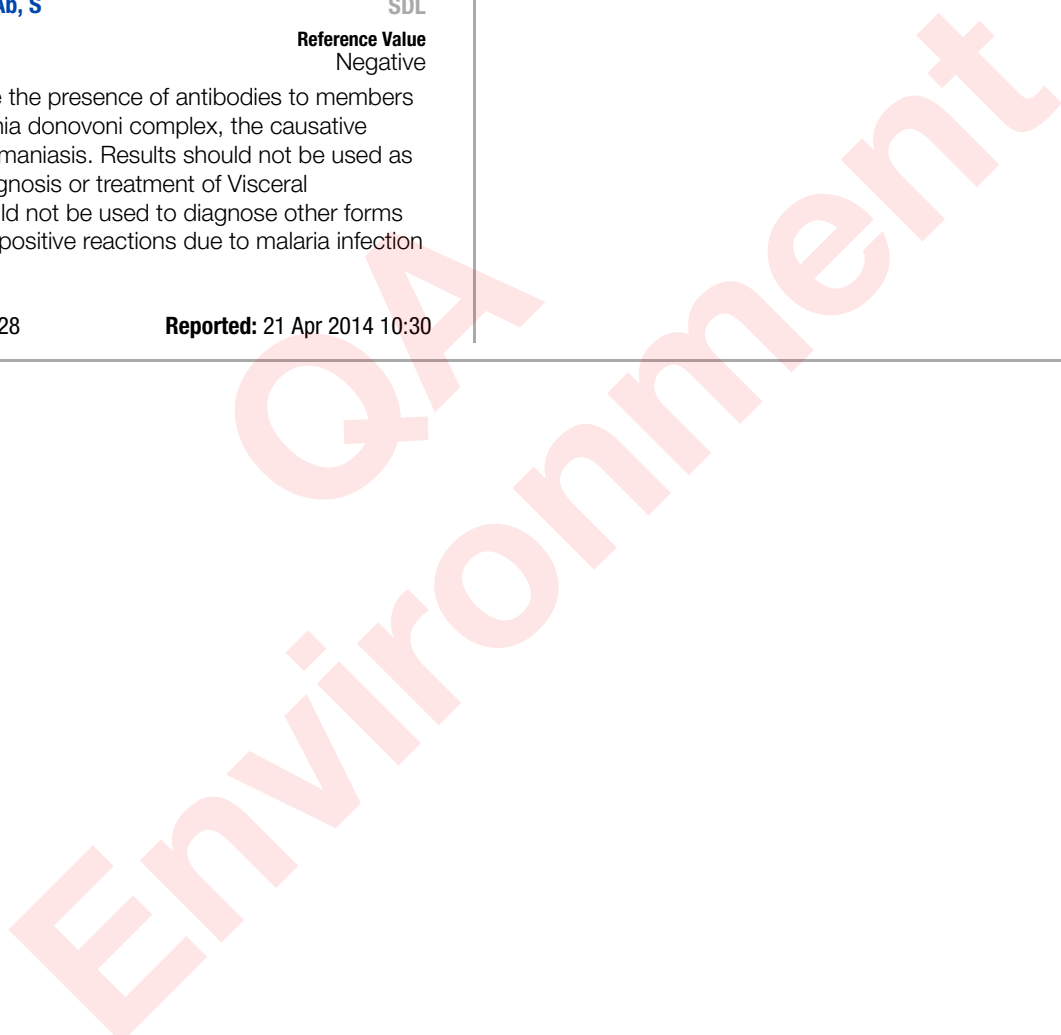 Ab, S
SDL
Reference Value
Negative
the presence of antibodies to members
nia donovoni complex, the causative
maniasis. Results should not be used as
gnosis or treatment of Visceral
ld not be used to diagnose other forms
positive reactions due to malaria infection
28
Reported: 21 Apr 2014 10:30
QA
Environment